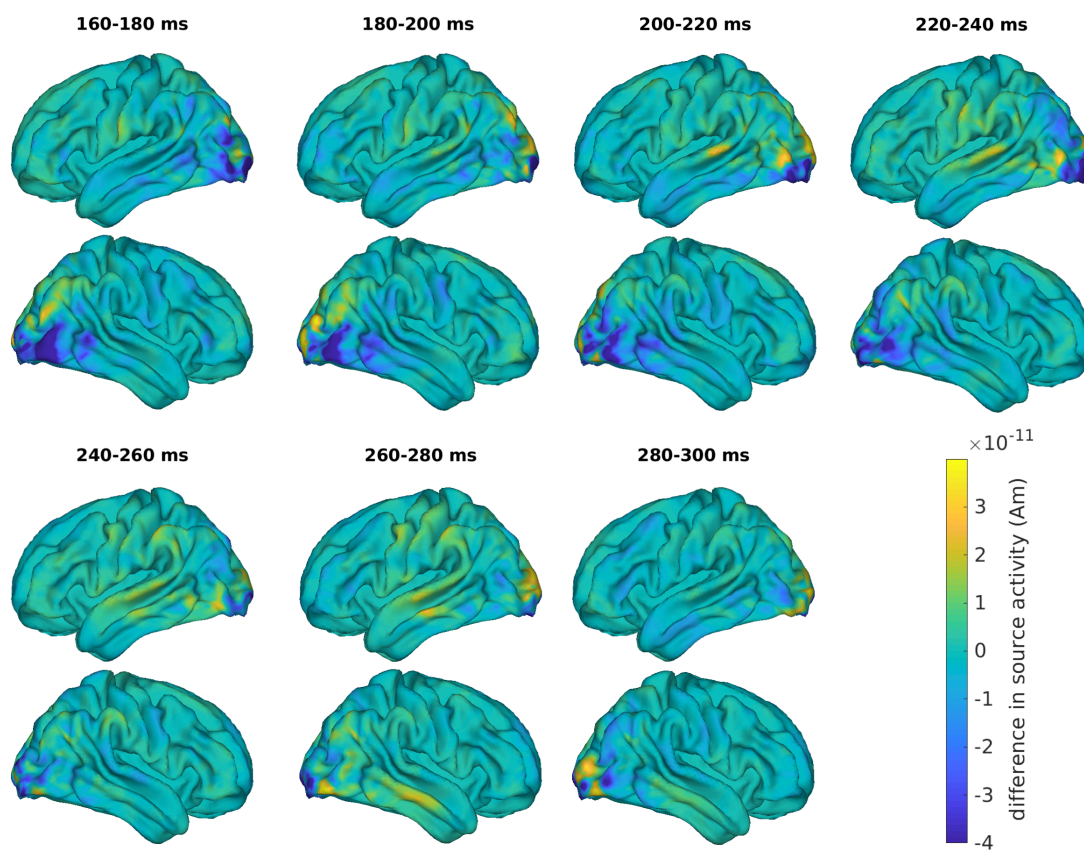 160-180 ms
180-200 ms
200-220 ms
220-240 ms
240-260 ms
260-280 ms
280-300 ms
×10⁻¹¹
3
2
1
0
-1
-2
-3
-4
difference in source activity (Am)